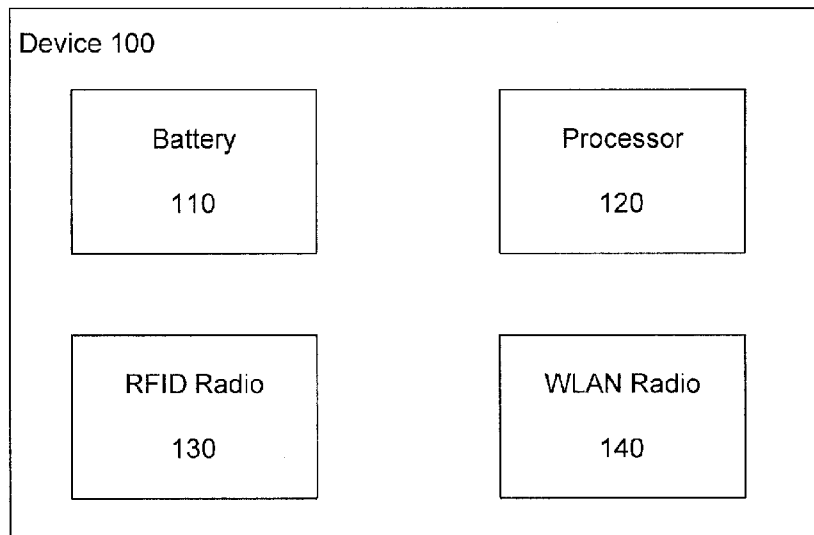 Device 100
Battery
110
Processor
120
RFID Radio
130
WLAN Radio
140